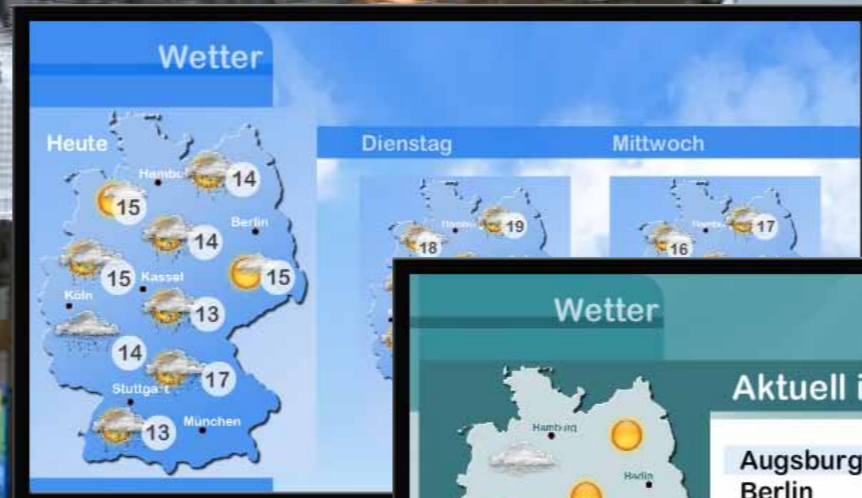 Wetter
Heute
Dienstag
Mittwoch
Hamb
14
15
Berlin
14
15
15
Kassel
Köln
13
14
17
Stuttgart
13
München
19
18
17
16
Wetter
Aktuell i
Hamburg
Berlin
Augsburg
Berlin